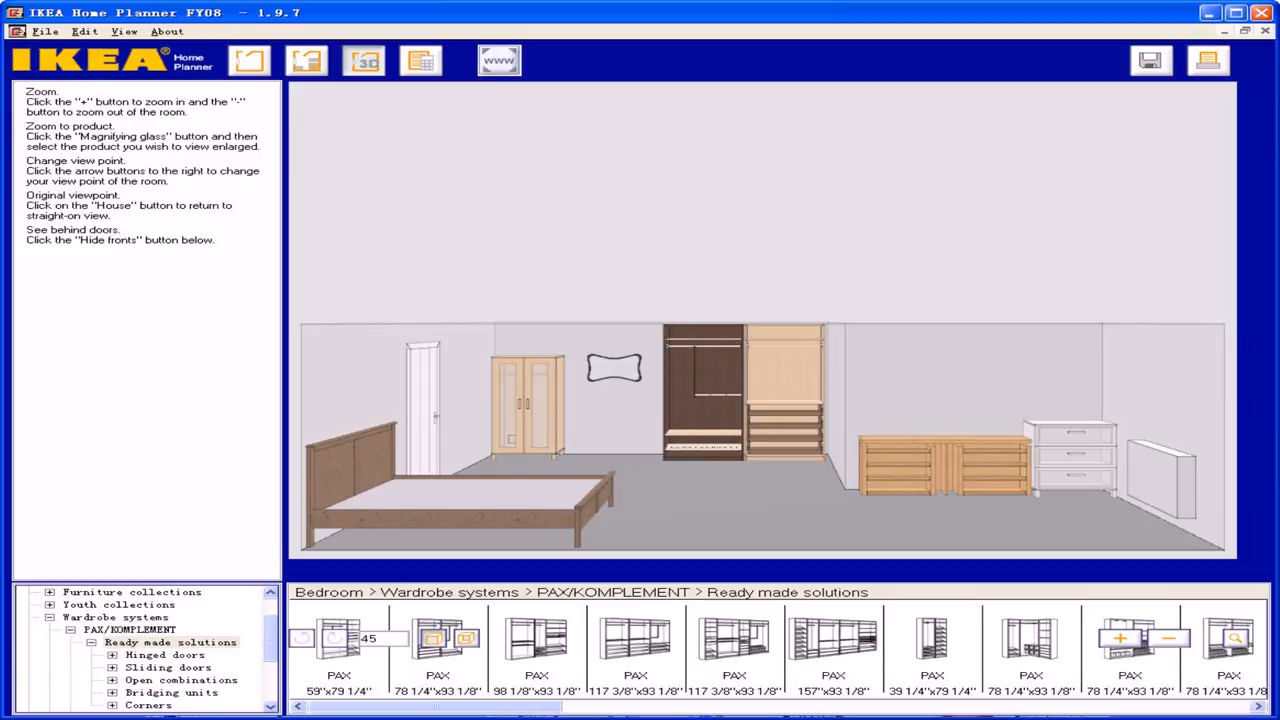 IKEA Home Planner FY08 - 1.9.7
File Edit View About
IKEA® Home Planner
3D
WWW
Zoom.
Click the "+" button to zoom in and the "-"
button to zoom out of the room.
Zoom to product.
Click the "Magnifying glass" button and then
select the product you wish to view enlarged.
Change view point.
Click the arrow buttons to the right to change
your view point of the room.
Original viewpoint.
Click on the "House" button to return to
straight-on view.
See behind doors.
Click the "Hide fronts" button below.
Furniture collections
Youth collections
Wardrobe systems
PAX/KOMPLEMENT
Ready made solutions
Hinged doors
Sliding doors
Open combinations
Bridging units
Corners
Bedroom > Wardrobe systems > PAX/KOMPLEMENT > Ready made solutions
45
PAX PAX PAX PAX PAX PAX PAX PAX PAX PAX
59"x79 1/4" 78 1/4"x93 1/8" 98 1/8"x93 1/8" 117 3/8"x93 1/8" 117 3/8"x93 1/8" 157"x93 1/8" 39 1/4"x79 1/4" 78 1/4"x93 1/8" 78 1/4"x93 1/8" 78 1/4"x93 1/8